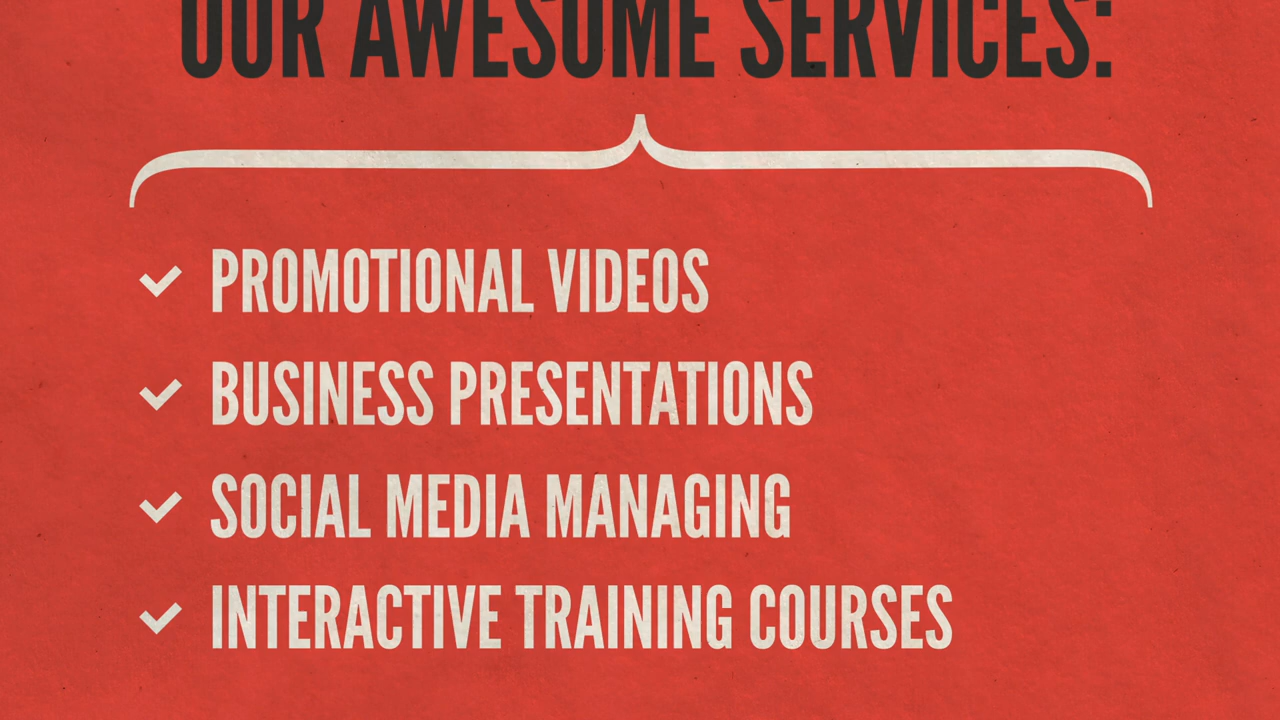 OUR AWESOME SERVICES:
PROMOTIONAL VIDEOS
BUSINESS PRESENTATIONS
SOCIAL MEDIA MANAGING
INTERACTIVE TRAINING COURSES